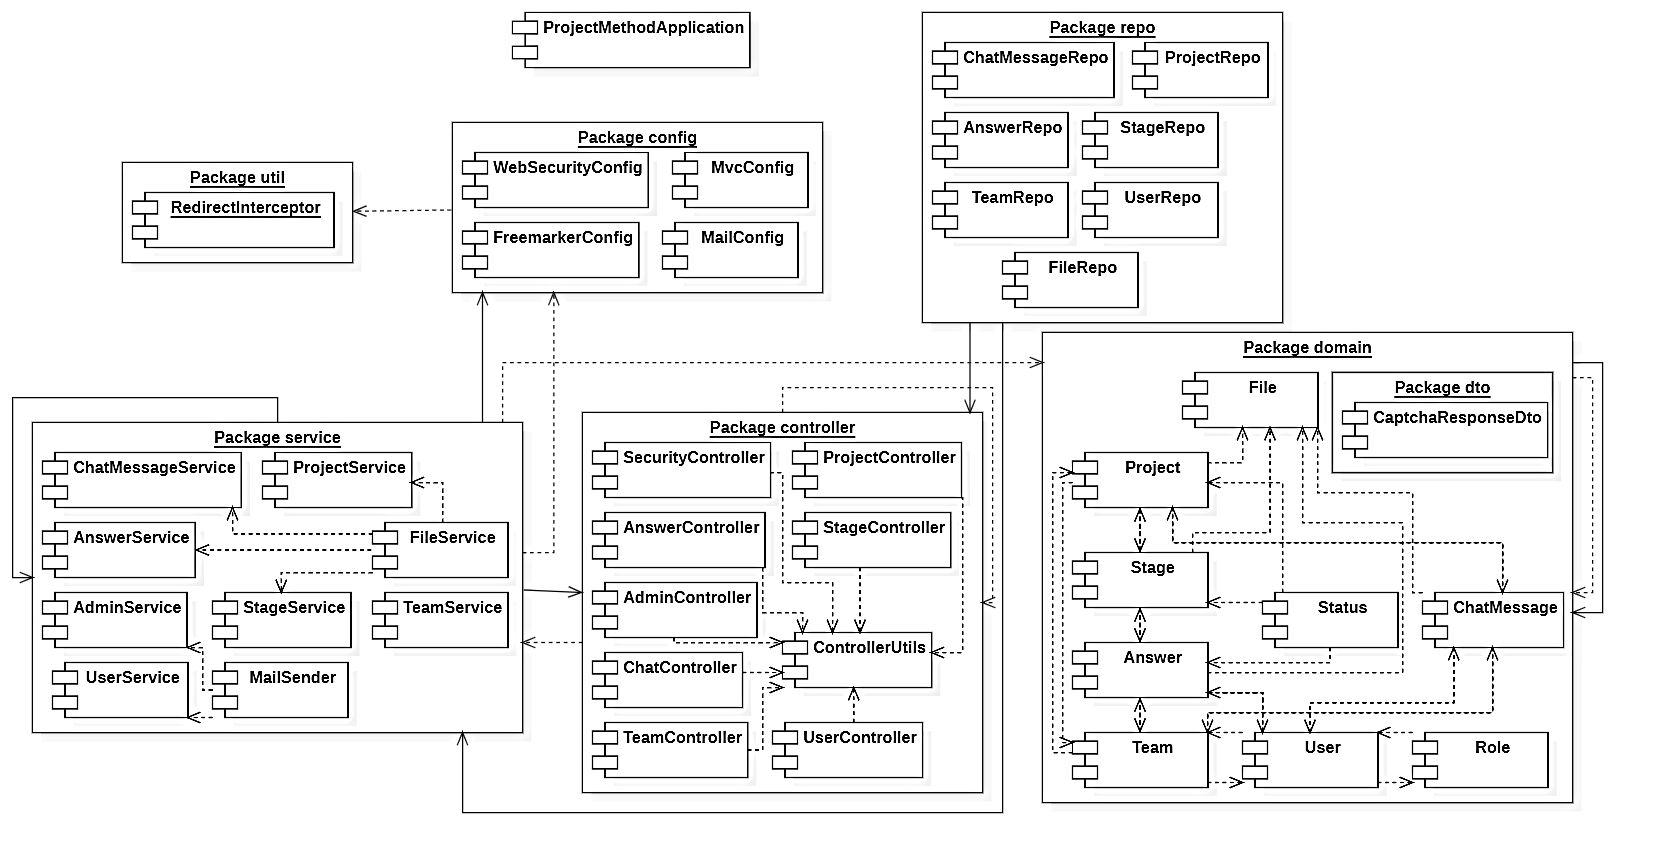 ProjectMethodApplication
Package repo
ChatMessageRepo
ProjectRepo
AnswerRepo
StageRepo
TeamRepo
UserRepo
FileRepo
Package config
WebSecurityConfig
MvcConfig
FreemarkerConfig
MailConfig
Package util
RedirectInterceptor
Package domain
File
Package dto
CaptchaResponseDto
Project
Stage
Status
ChatMessage
Answer
Team
User
Role
Package service
ChatMessageService
ProjectService
AnswerService
FileService
AdminService
StageService
TeamService
UserService
MailSender
Package controller
SecurityController
ProjectController
AnswerController
StageController
AdminController
ControllerUtils
ChatController
TeamController
UserController